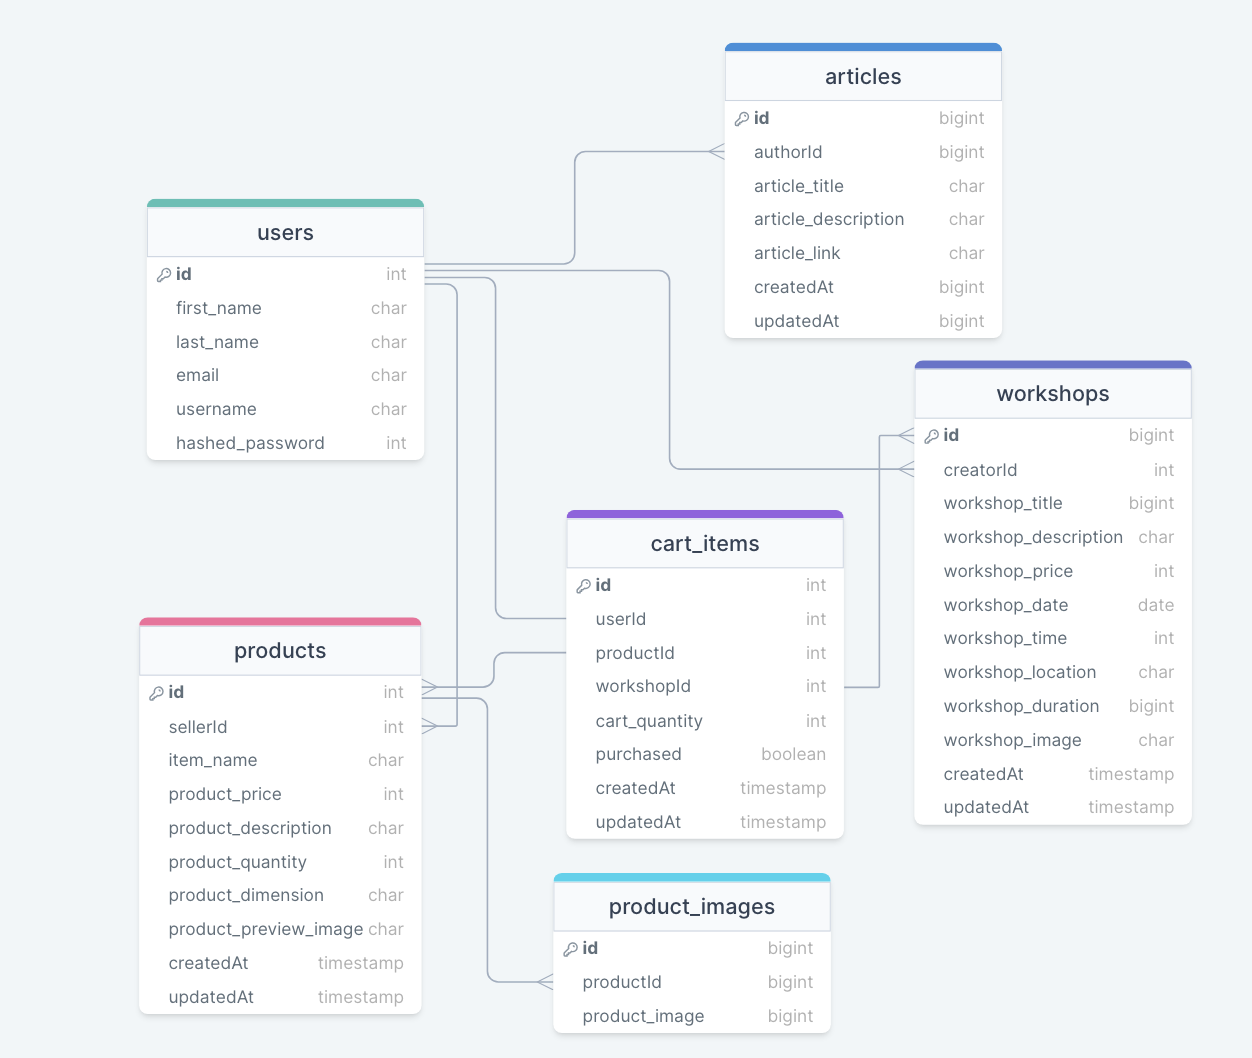 articles
id bigint
authorId bigint
article_title char
article_description char
article_link char
createdAt bigint
updatedAt bigint
users
id int
first_name char
last_name char
email char
username char
hashed_password int
workshops
id bigint
creatorId int
workshop_title bigint
workshop_description char
workshop_price int
workshop_date date
workshop_time int
workshop_location char
workshop_duration bigint
workshop_image char
createdAt timestamp
updatedAt timestamp
cart_items
id int
userId int
productId int
workshopId int
cart_quantity int
purchased boolean
createdAt timestamp
updatedAt timestamp
products
id int
sellerId int
item_name char
product_price int
product_description char
product_quantity int
product_dimension char
product_preview_image char
createdAt timestamp
updatedAt timestamp
product_images
id bigint
productId bigint
product_image bigint